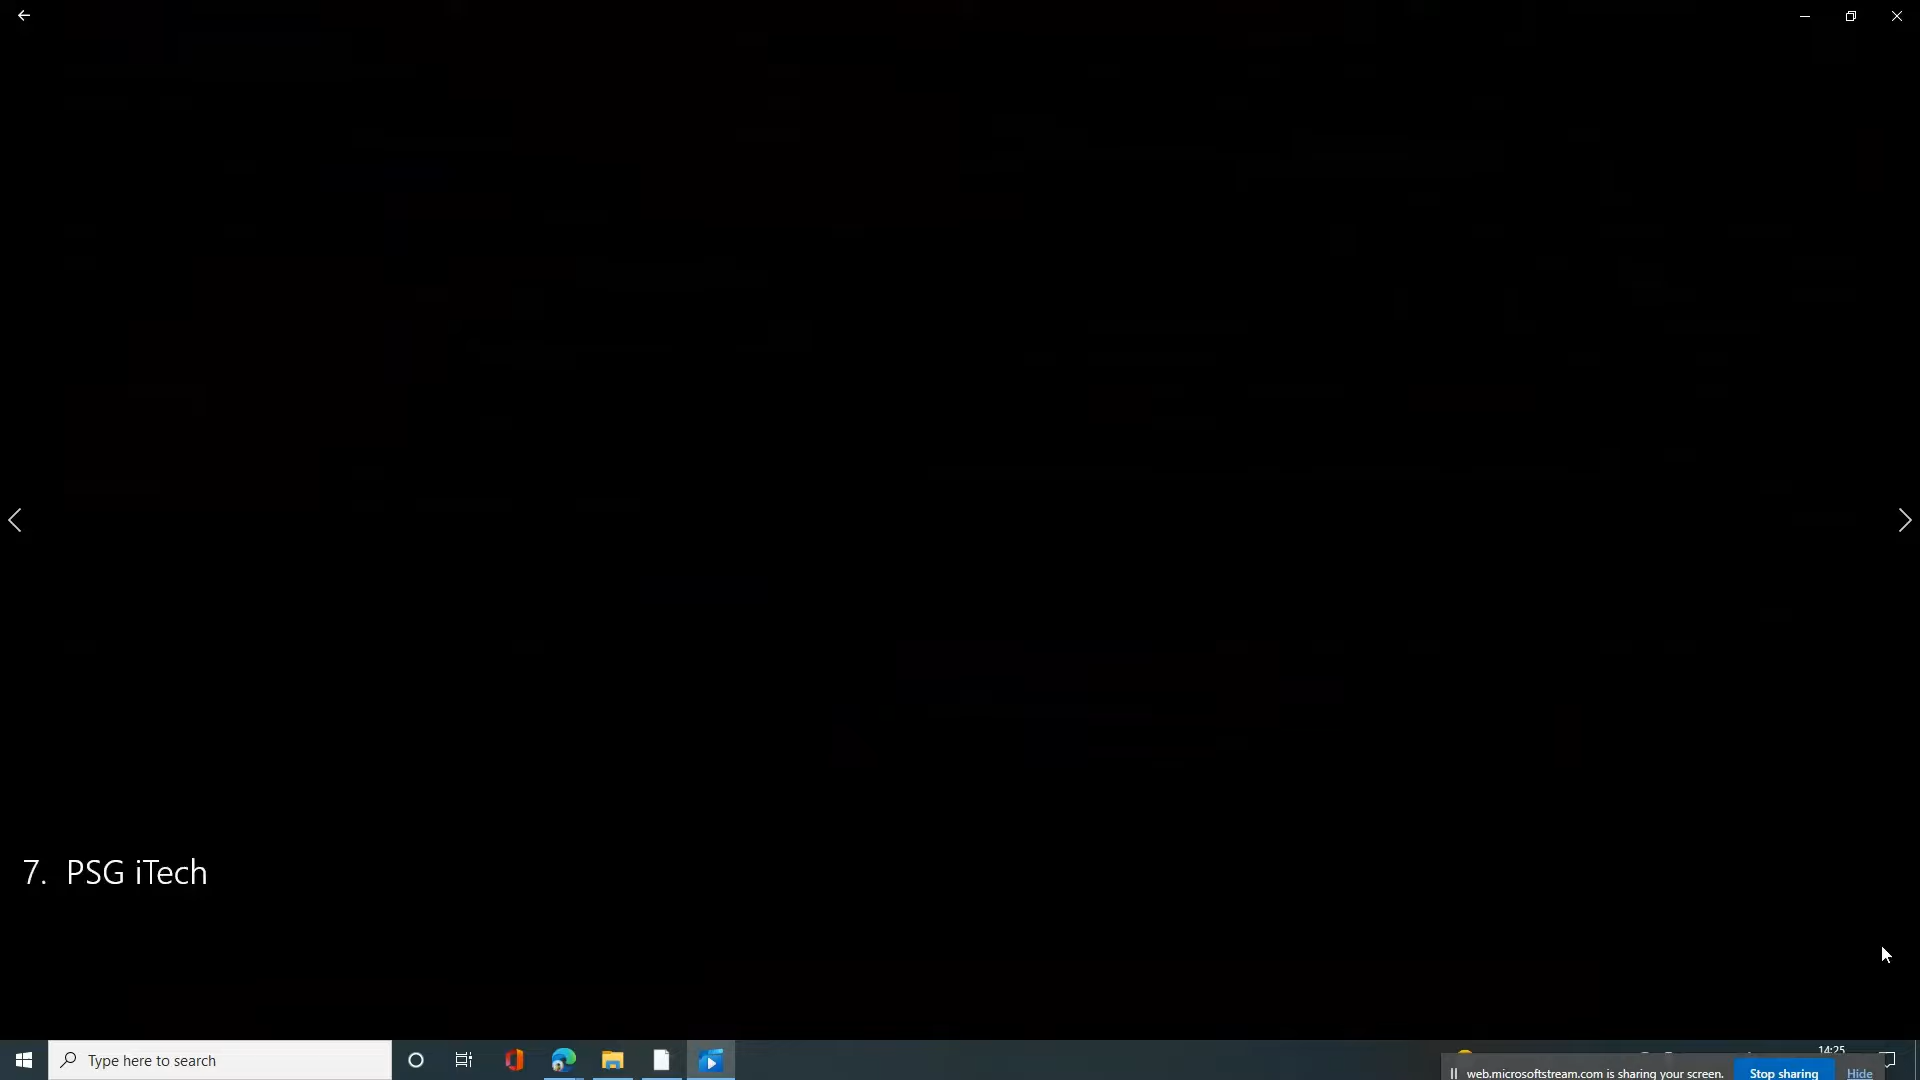 7. PSG iTech
Type here to search
14:25
web.microsoftstream.com is sharing your screen.
Stop sharing
Hide